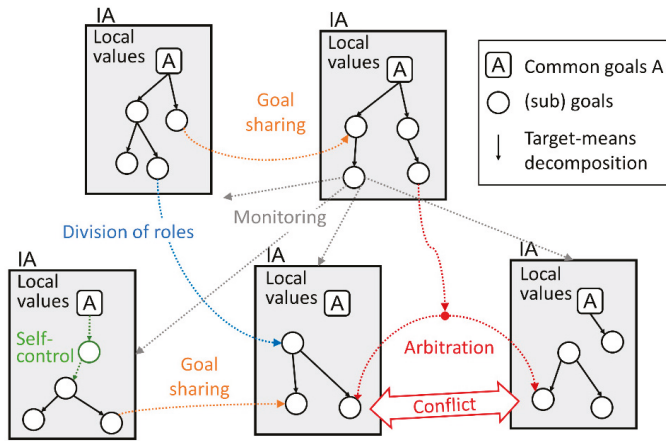 IA
Local
values
A
IA
Local
values
A
Goal
sharing
A
Common goals A
(sub) goals
Target-means
decomposition
Monitoring
Division of roles
IA
Local
values
A
Self-
control
Goal
sharing
IA
Local
values
A
Arbitration
Conflict
IA
Local
values
A